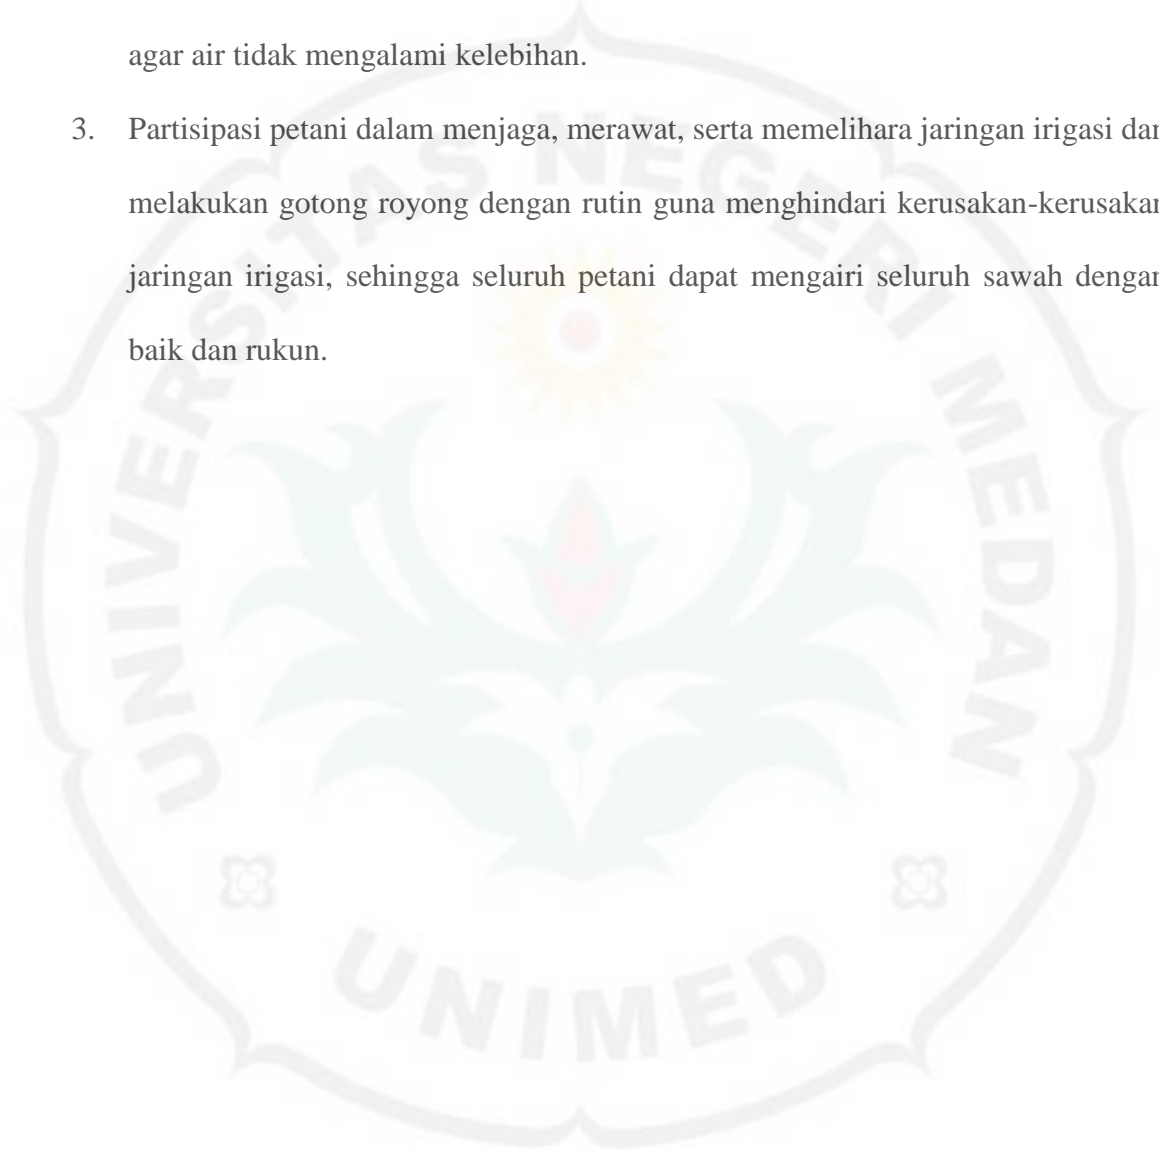 agar air tidak mengalami kelebihan.
3. Partisipasi petani dalam menjaga, merawat, serta memelihara jaringan irigasi dan
melakukan gotong royong dengan rutin guna menghindari kerusakan-kerusakan
jaringan irigasi, sehingga seluruh petani dapat mengairi seluruh sawah dengan
baik dan rukun.
UNIVERSITAS NEGERI MEDAN
UNIMED